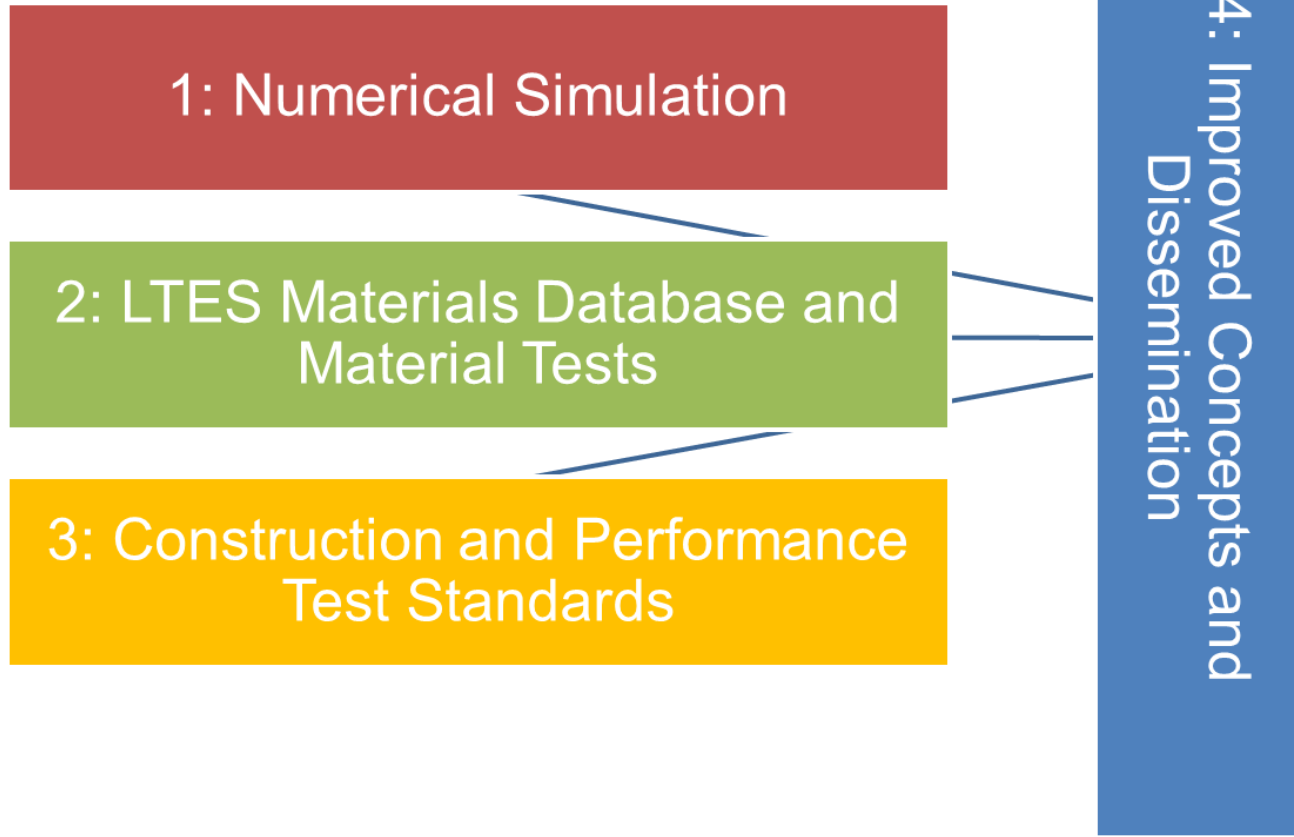 1: Numerical Simulation
2: LTES Materials Database and
Material Tests
3: Construction and Performance
Test Standards
4: Improved Concepts and
Dissemination